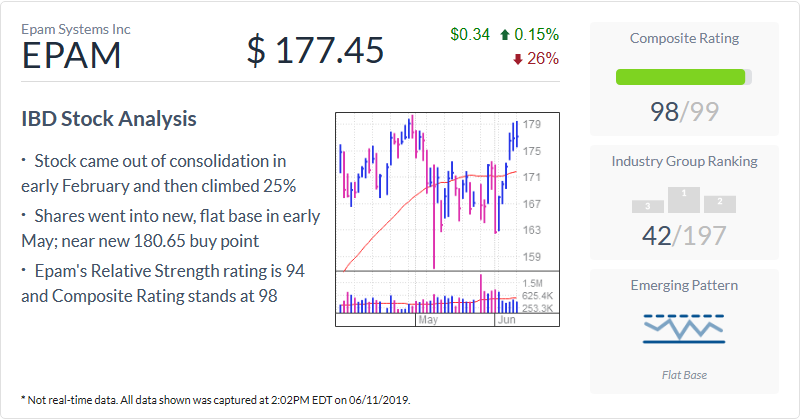 Epam Systems Inc
EPAM
$ 177.45
$0.34 0.15%
26%
IBD Stock Analysis
· Stock came out of consolidation in
early February and then climbed 25%
· Shares went into new, flat base in early
May; near new 180.65 buy point
· Epam's Relative Strength rating is 94
and Composite Rating stands at 98
179
175
171
167
163
159
1.5M
625.4K
253.3K
May Jun
Composite Rating
98/99
Industry Group Ranking
3 1 2
42/197
Emerging Pattern
Flat Base
* Not real-time data. All data shown was captured at 2:02PM EDT on 06/11/2019.